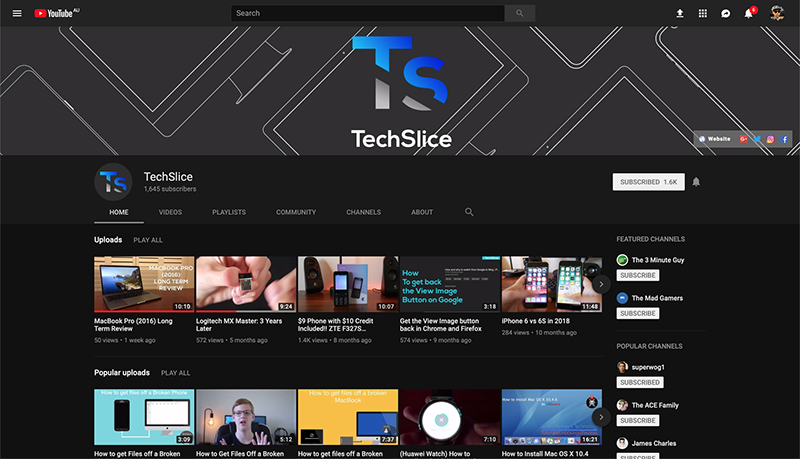 YouTube AU
Search
6
TS
TechSlice
Website
TS
TechSlice
1,645 subscribers
SUBSCRIBED 1.6K
HOME VIDEOS PLAYLISTS COMMUNITY CHANNELS ABOUT
Uploads PLAY ALL
MACBOOK PRO
(2016):
LONG TERM
REVIEW
10:10
MacBook Pro (2016) Long
Term Review
50 views • 1 week ago
9:24
Logitech MX Master: 3 Years
Later
572 views • 5 months ago
10:07
$9 Phone with $10 Credit
Included!! ZTE F327S...
1.4K views • 8 months ago
How
To get back
the View Image
Button on Google
3:18
Get the View Image button
back in Chrome and Firefox
574 views • 9 months ago
11:48
iPhone 6 vs 6S in 2018
284 views • 10 months ago
Popular uploads PLAY ALL
How to get files off a Broken Phone
3:09
How to get Files off a Broken
5:12
How to Get Files Off a Broken
How to get files off a broken
MacBook
7:37
How to get files off a Broken
7:10
(Huawei Watch) How to
How to Install Mac OS X 10.4.6
16:21
How to Install Mac OS X 10.4
FEATURED CHANNELS
The 3 Minute Guy
SUBSCRIBE
The Mad Gamers
SUBSCRIBE
POPULAR CHANNELS
superwog1
SUBSCRIBE
The ACE Family
SUBSCRIBE
James Charles
SUBSCRIBE